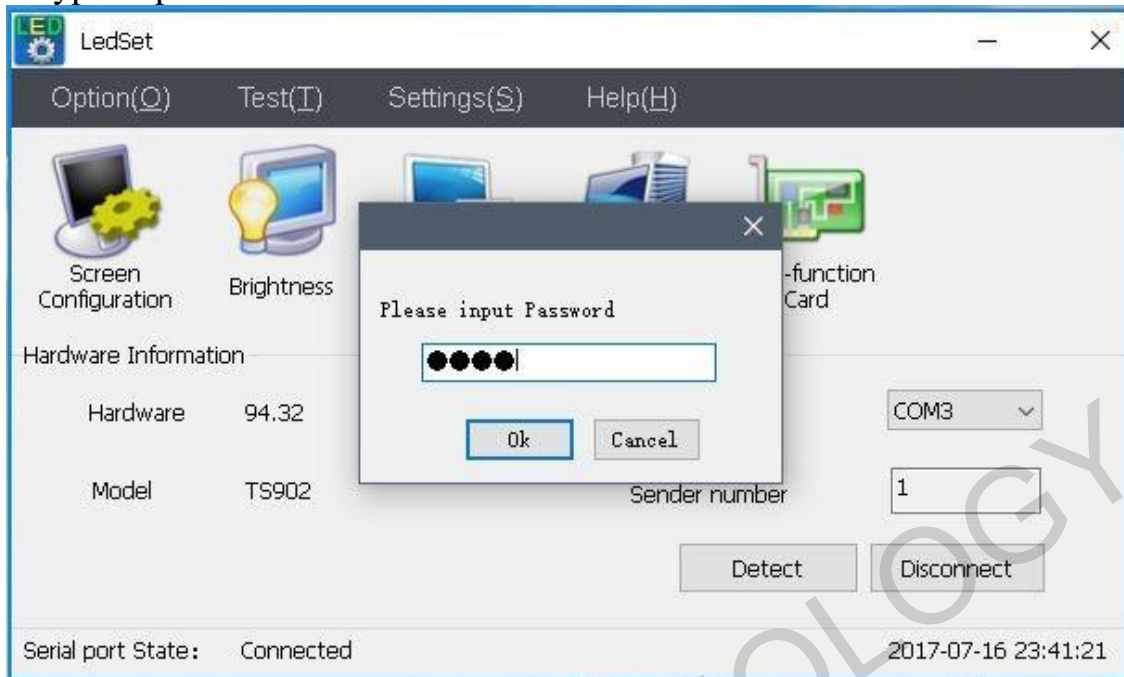 LED
LedSet
Option(O) Test(T) Settings(S) Help(H)
Screen
Configuration
Brightness
-function
Card
Please input Password
●●●●
Ok Cancel
Hardware Information
Hardware 94.32
COM3
Model TS902
Sender number 1
Detect Disconnect
Serial port State: Connected 2017-07-16 23:41:21
OLOGY